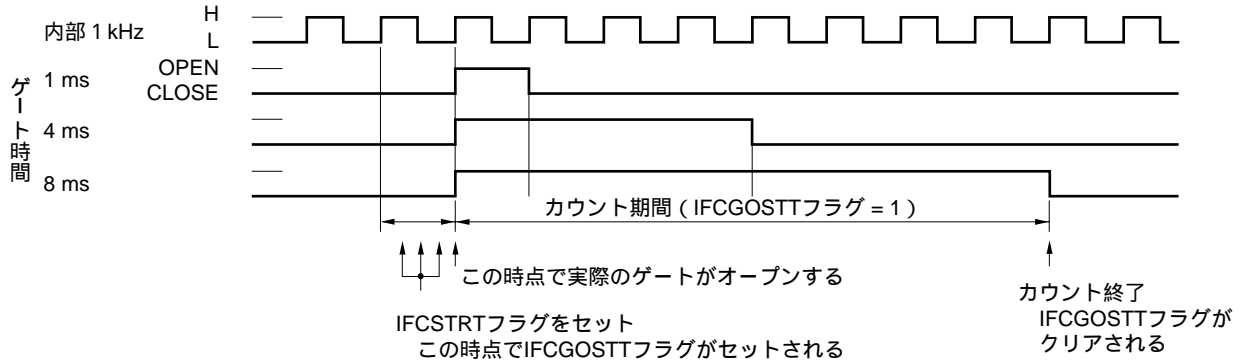 内部 1 kHz
H
L
ゲート時間
1 ms
OPEN
CLOSE
4 ms
8 ms
カウント期間（IFCGOSTTフラグ = 1）
この時点で実際のゲートがオープンする
IFCSTRTフラグをセット
この時点でIFCGOSTTフラグがセットされる
カウント終了
IFCGOSTTフラグが
クリアされる